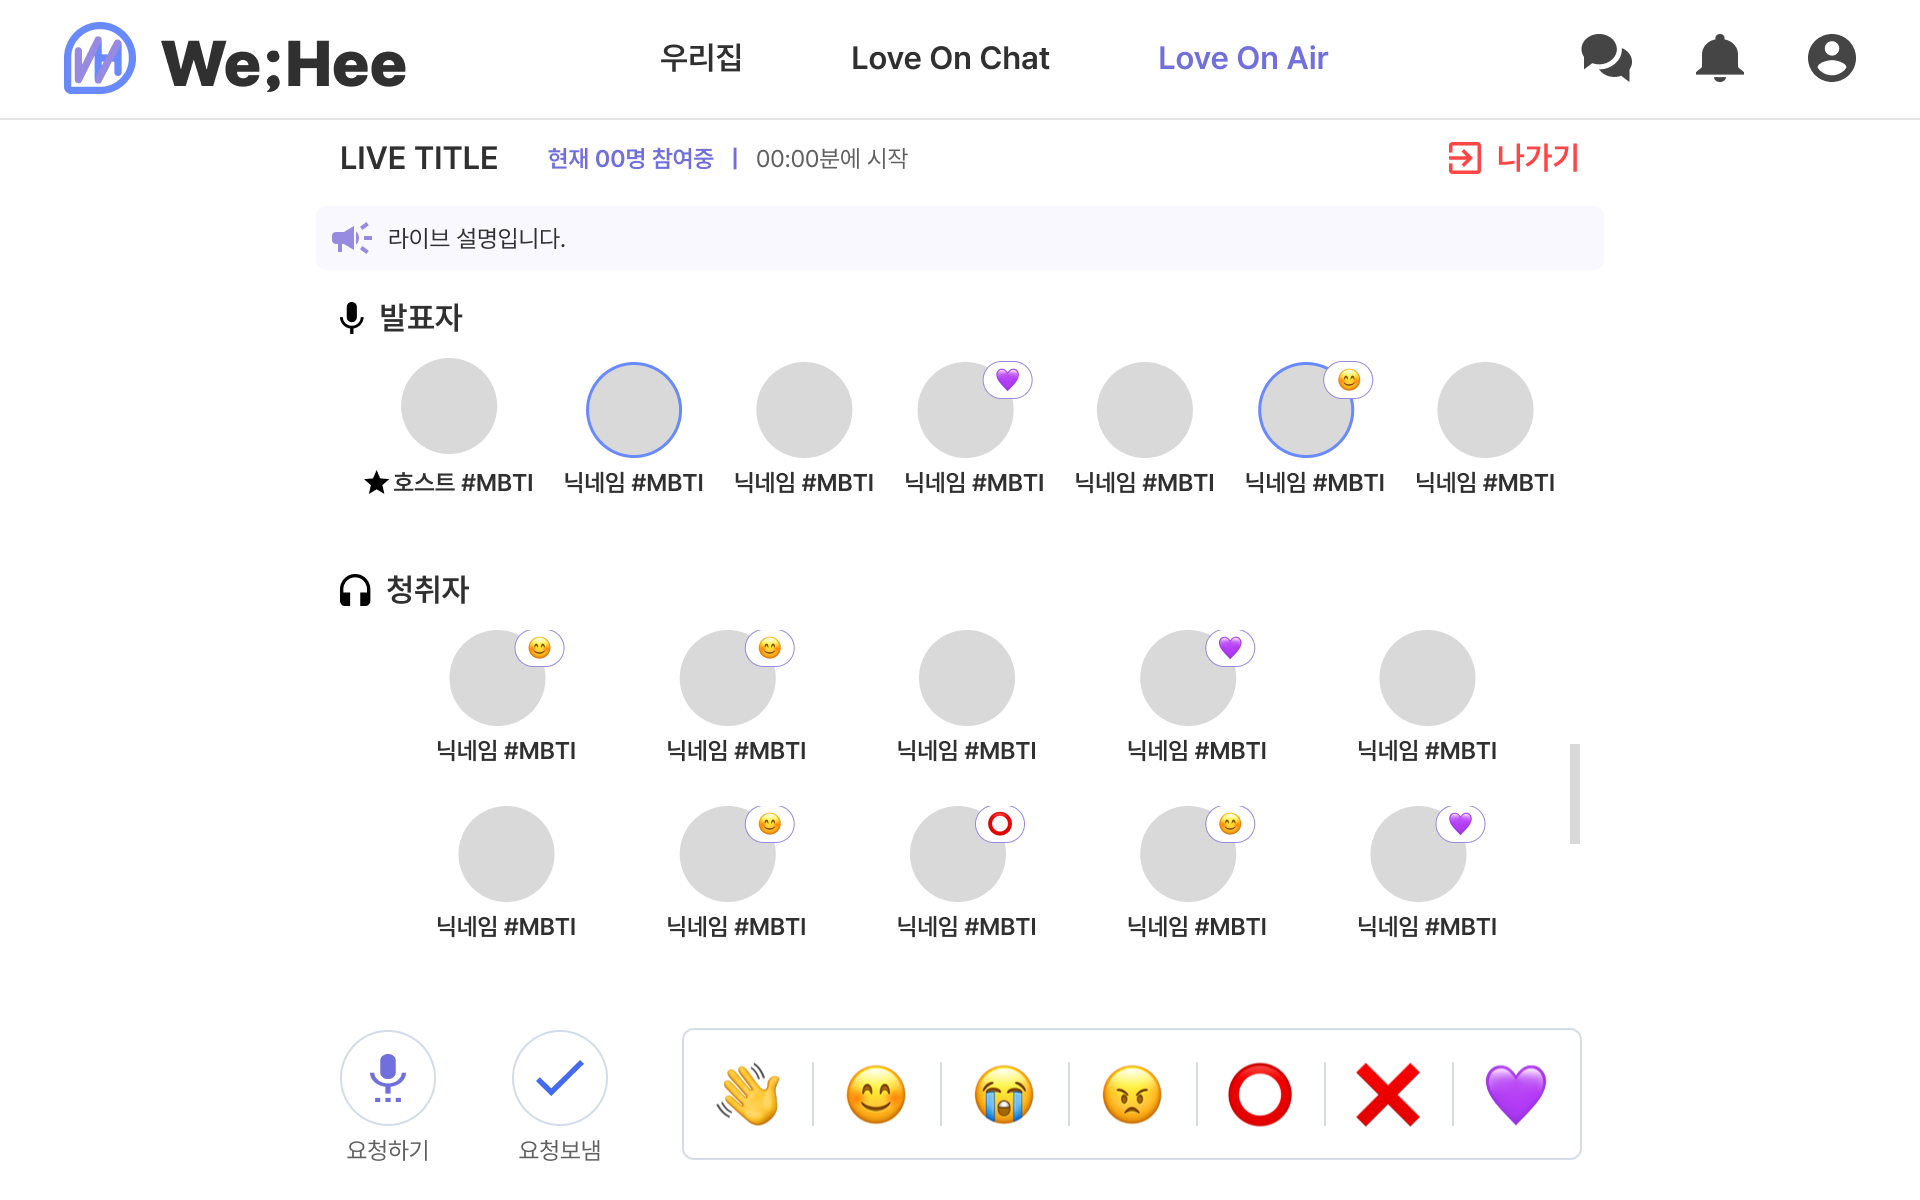 We;Hee
우리집
Love On Chat
Love On Air
LIVE TITLE
현재 00명 참여중 | 00:00분에 시작
나가기
라이브 설명입니다.
발표자
호스트 #MBTI
닉네임 #MBTI
닉네임 #MBTI
닉네임 #MBTI
닉네임 #MBTI
닉네임 #MBTI
닉네임 #MBTI
청취자
닉네임 #MBTI
닉네임 #MBTI
닉네임 #MBTI
닉네임 #MBTI
닉네임 #MBTI
닉네임 #MBTI
닉네임 #MBTI
닉네임 #MBTI
닉네임 #MBTI
닉네임 #MBTI
요청하기
요청보냄